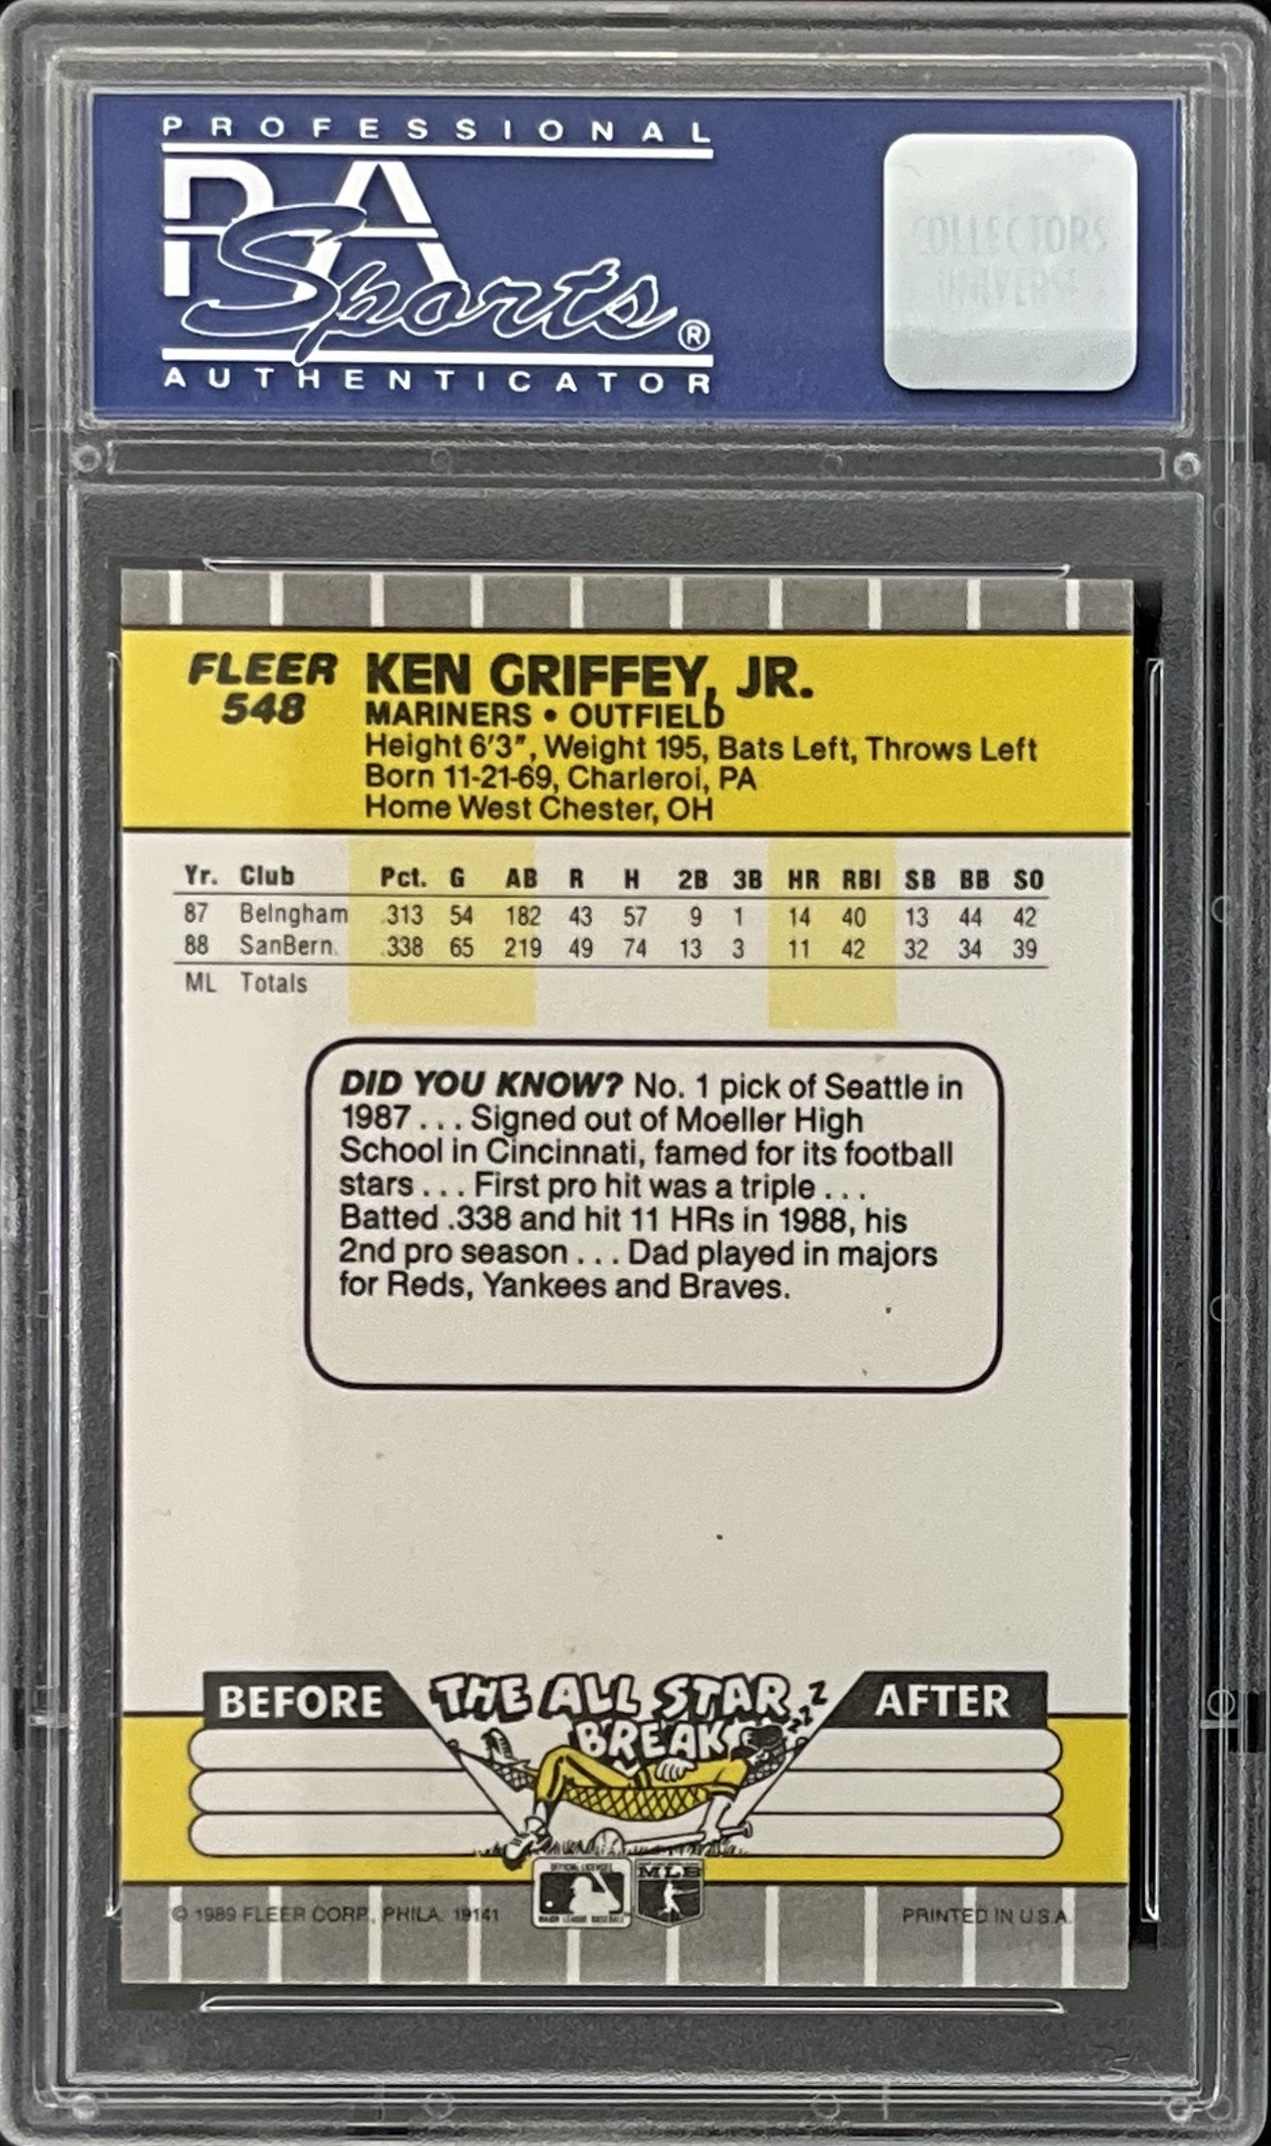 PROFESSIONAL
PSA
Sports®
AUTHENTICATOR
COLLECTORS
UNIVERSE
FLEER
548
KEN GRIFFEY, JR.
MARINERS • OUTFIELD
Height 6'3", Weight 195, Bats Left, Throws Left
Born 11-21-69, Charleroi, PA
Home West Chester, OH
Yr. Club Pct. G AB R H 2B 3B HR RBI SB BB SO
87 Belngham .313 54 182 43 57 9 1 14 40 13 44 42
88 SanBern. .338 65 219 49 74 13 3 11 42 32 34 39
ML Totals
DID YOU KNOW? No. 1 pick of Seattle in
1987 . . . Signed out of Moeller High
School in Cincinnati, famed for its football
stars . . . First pro hit was a triple . . .
Batted .338 and hit 11 HRs in 1988, his
2nd pro season . . . Dad played in majors
for Reds, Yankees and Braves.
BEFORE THE ALL STAR BREAK AFTER
Z ZZZ
OFFICIAL LICENSEE
MAJOR LEAGUE BASEBALL
MLB
© 1989 FLEER CORP., PHILA. 19141
PRINTED IN U.S.A.